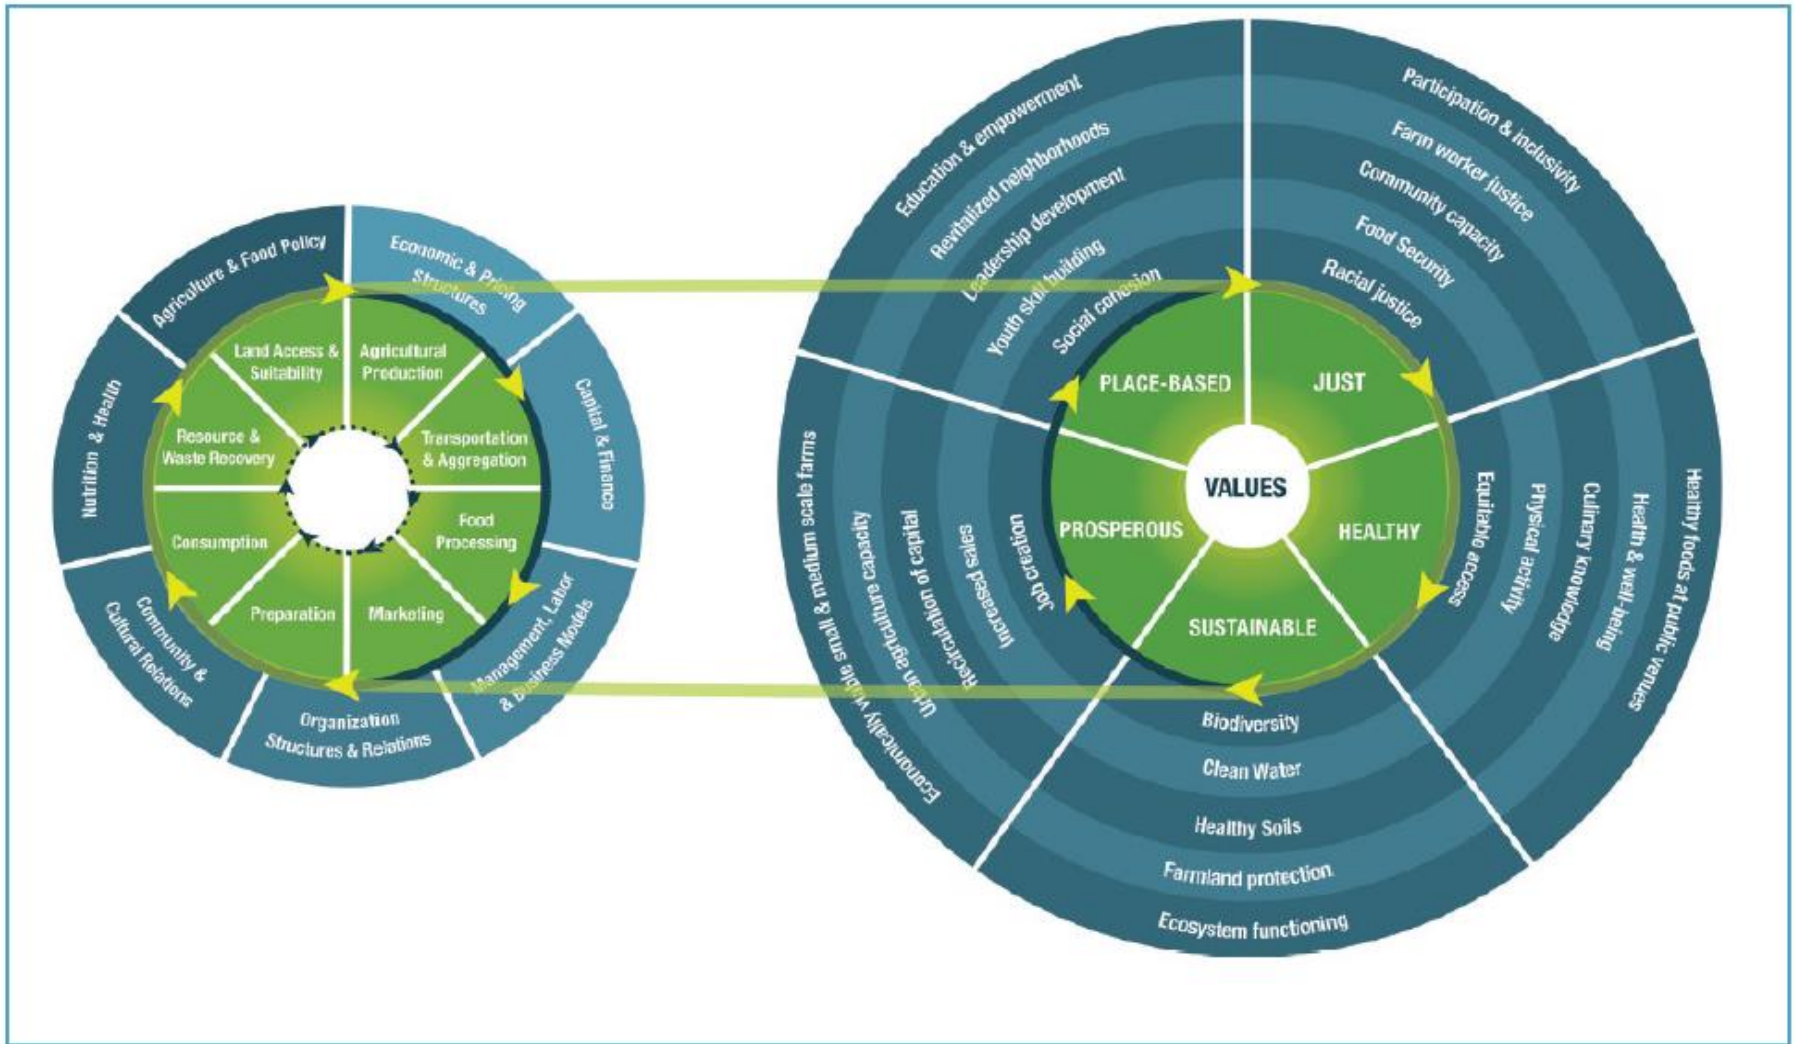 Agriculture & Food Policy
Economic & Pricing
Structures
Capital & Finance
Management, Labor
& Business Models
Organization
Structures & Relations
Community &
Cultural Relations
Nutrition & Health
Land Access &
Suitability
Agricultural
Production
Transportation
& Aggregation
Food
Processing
Marketing
Preparation
Consumption
Resource &
Waste Recovery
Education & empowerment
Revitalized neighborhoods
Leadership development
Youth skill building
Social cohesion
PLACE-BASED
Participation & inclusivity
Farm worker justice
Community capacity
Food Security
Racial justice
JUST
VALUES
HEALTHY
Equitable access
Physical activity
Culinary knowledge
Health & well-being
Healthy foods at public venues
SUSTAINABLE
Biodiversity
Clean Water
Healthy Soils
Farmland protection
Ecosystem functioning
PROSPEROUS
Job creation
Increased sales
Recirculation of capital
Urban agriculture capacity
Economically viable small & medium scale farms